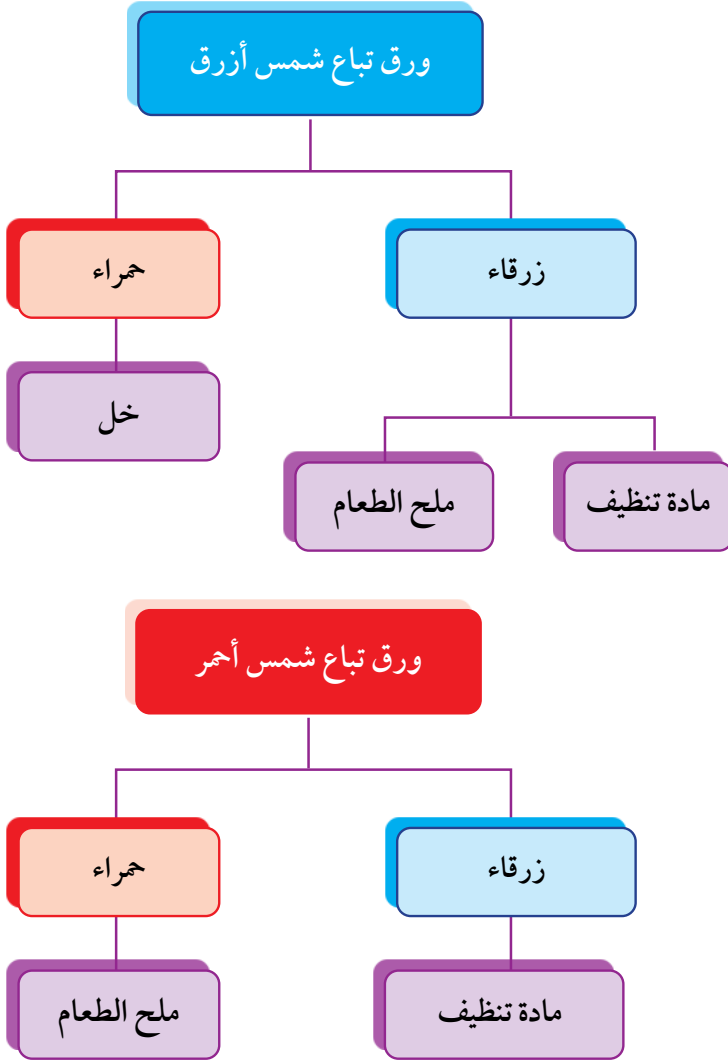 ورق تباع شمس أزرق
زرقاء
حمراء
خل
مادة تنظيف
ملح الطعام
ورق تباع شمس أحمر
زرقاء
حمراء
مادة تنظيف
ملح الطعام